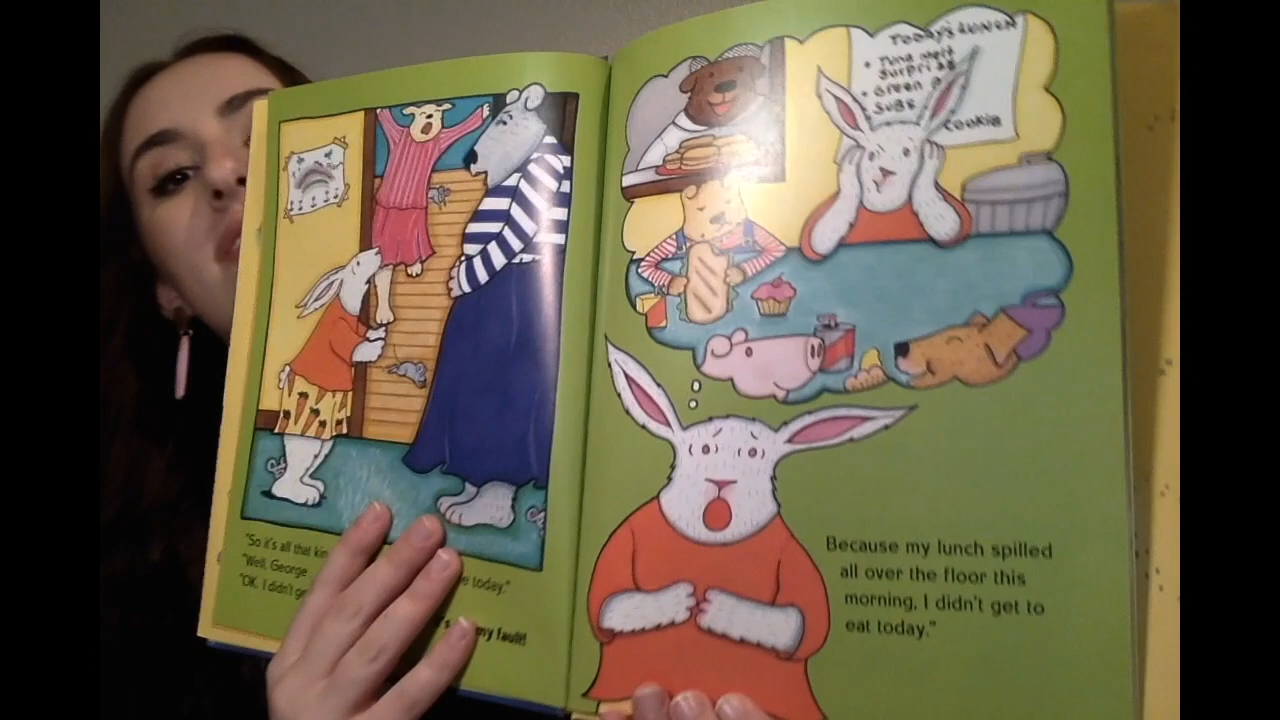 "So it's all that kin
"Well, George e today."
"OK. I didn't ge
my fault!
TODAY'S LUNCH
• Tuna melt
Surprise
• Green
Subs
Cookie
Because my lunch spilled
all over the floor this
morning, I didn't get to
eat today."